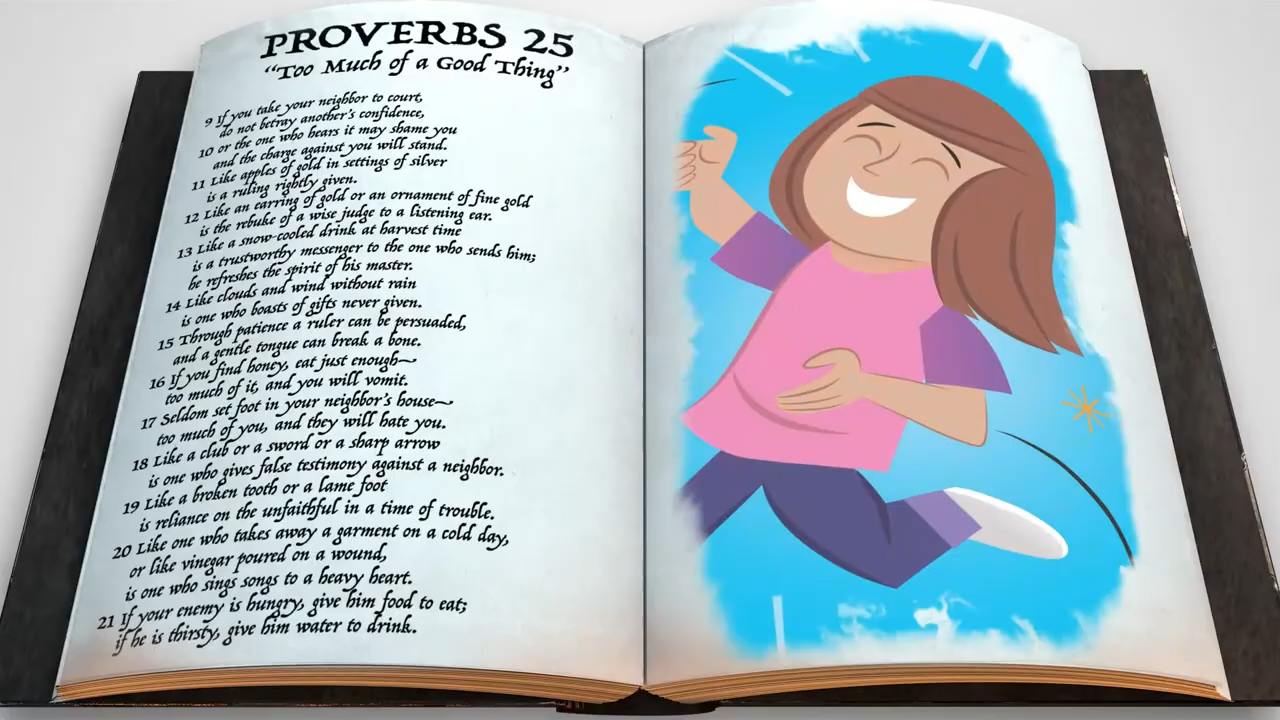 PROVERBS 25
“Too Much of a Good Thing”
9 If you take your neighbor to court,
do not betray another's confidence,
10 or the one who hears it may shame you
and the charge against you will stand.
11 Like apples of gold in settings of silver
is a ruling rightly given.
12 Like an earring of gold or an ornament of fine gold
is the rebuke of a wise judge to a listening ear.
13 Like a snow-cooled drink at harvest time
is a trustworthy messenger to the one who sends him;
he refreshes the spirit of his master.
14 Like clouds and wind without rain
is one who boasts of gifts never given.
15 Through patience a ruler can be persuaded,
and a gentle tongue can break a bone.
16 If you find honey, eat just enough~
too much of it, and you will vomit.
17 Seldom set foot in your neighbor's house~
too much of you, and they will hate you.
18 Like a club or a sword or a sharp arrow
is one who gives false testimony against a neighbor.
19 Like a broken tooth or a lame foot
is reliance on the unfaithful in a time of trouble.
20 Like one who takes away a garment on a cold day,
or like vinegar poured on a wound,
is one who sings songs to a heavy heart.
21 If your enemy is hungry, give him food to eat;
if he is thirsty, give him water to drink.